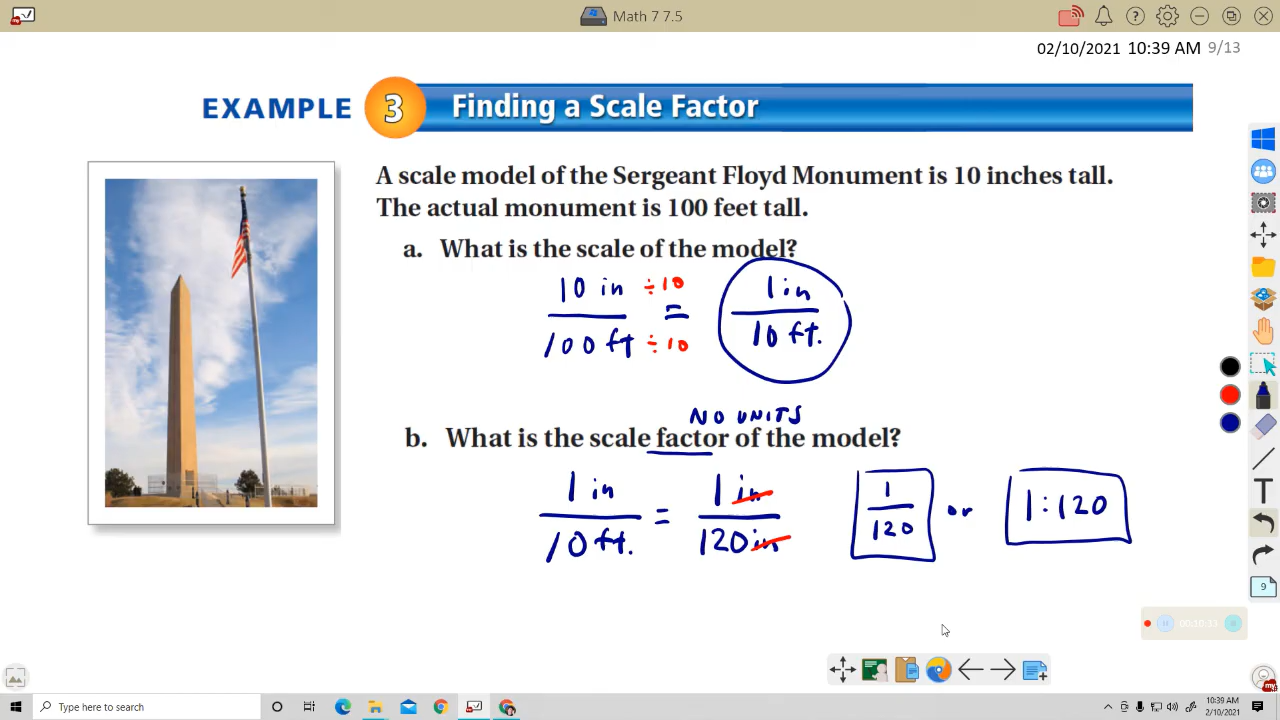 Math 7 7.5
02/10/2021 10:39 AM 9/13
EXAMPLE 3 Finding a Scale Factor
A scale model of the Sergeant Floyd Monument is 10 inches tall.
The actual monument is 100 feet tall.
a. What is the scale of the model?
10 in ÷10 = 1 in
100 ft ÷10 10 ft.
NO UNITS
b. What is the scale factor of the model?
1 in = 1 in 1 or 1:120
10 ft. 120 in 120
9
00:10:33
Type here to search
10:39 AM
2/10/2021